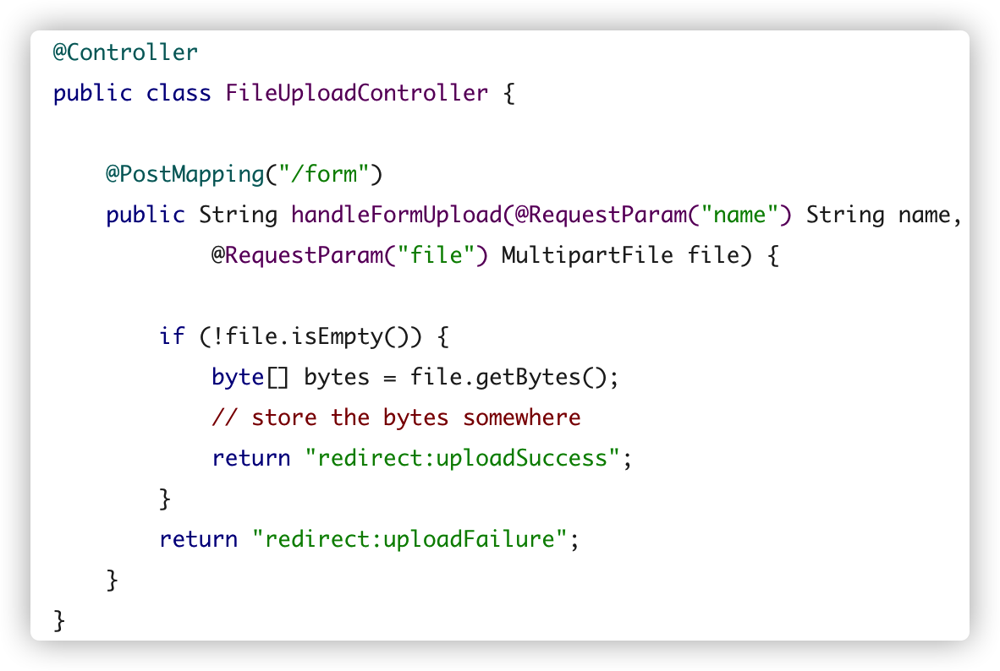 @Controller
public class FileUploadController {
@PostMapping("/form")
public String handleFormUpload(@RequestParam("name") String name,
@RequestParam("file") MultipartFile file) {
if (!file.isEmpty()) {
byte[] bytes = file.getBytes();
// store the bytes somewhere
return "redirect:uploadSuccess";
}
return "redirect:uploadFailure";
}
}